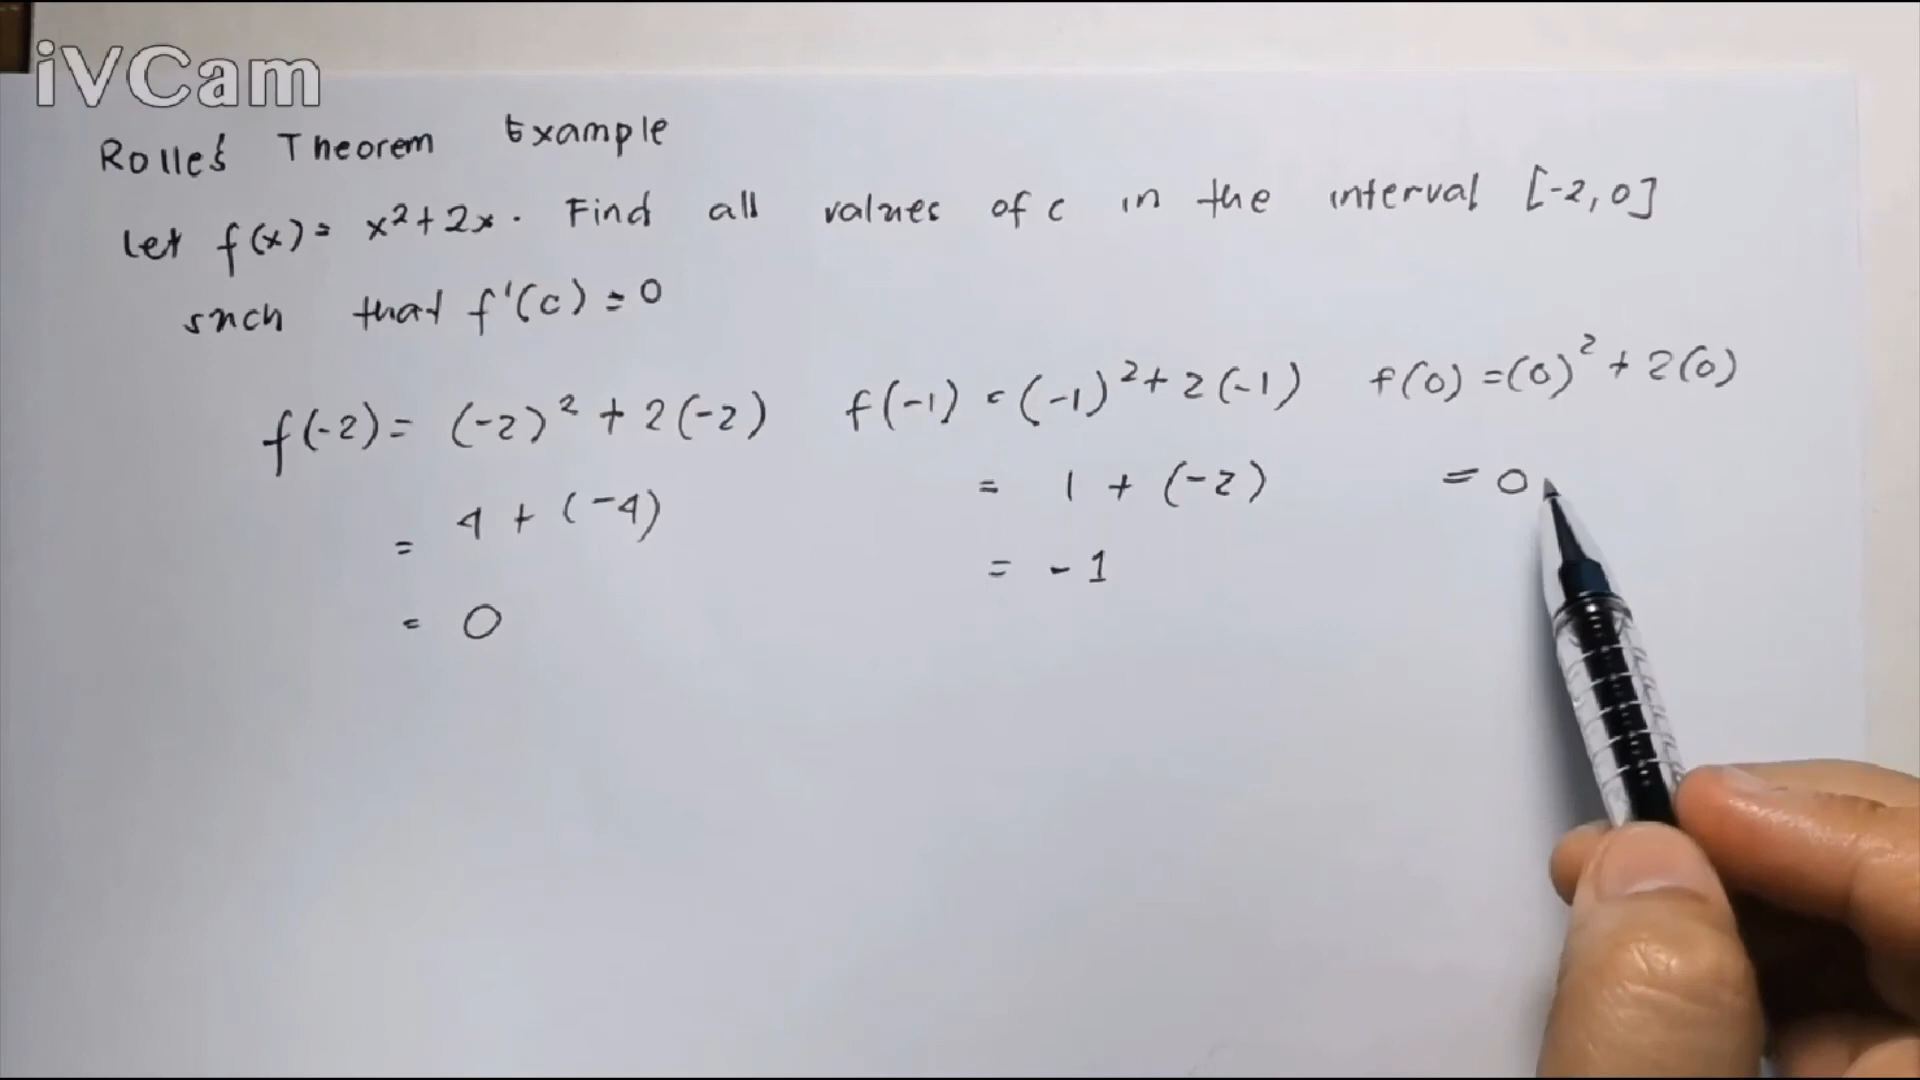 iVCam
Rolle's Theorem Example
Let f(x) = x² + 2x. Find all values of c in the interval [-2, 0]
such that f'(c) = 0
f(-2) = (-2)² + 2(-2) f(-1) = (-1)² + 2(-1) f(0) = (0)² + 2(0)
= 4 + (-4) = 1 + (-2) = 0
= 0 = -1